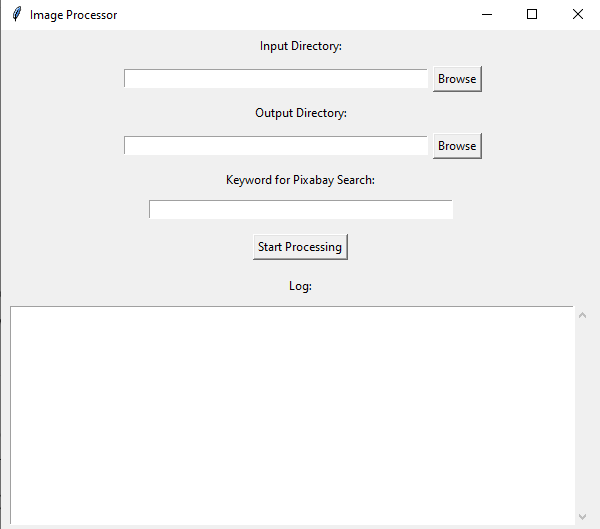 Image Processor
Input Directory:
Browse
Output Directory:
Browse
Keyword for Pixabay Search:
Start Processing
Log: